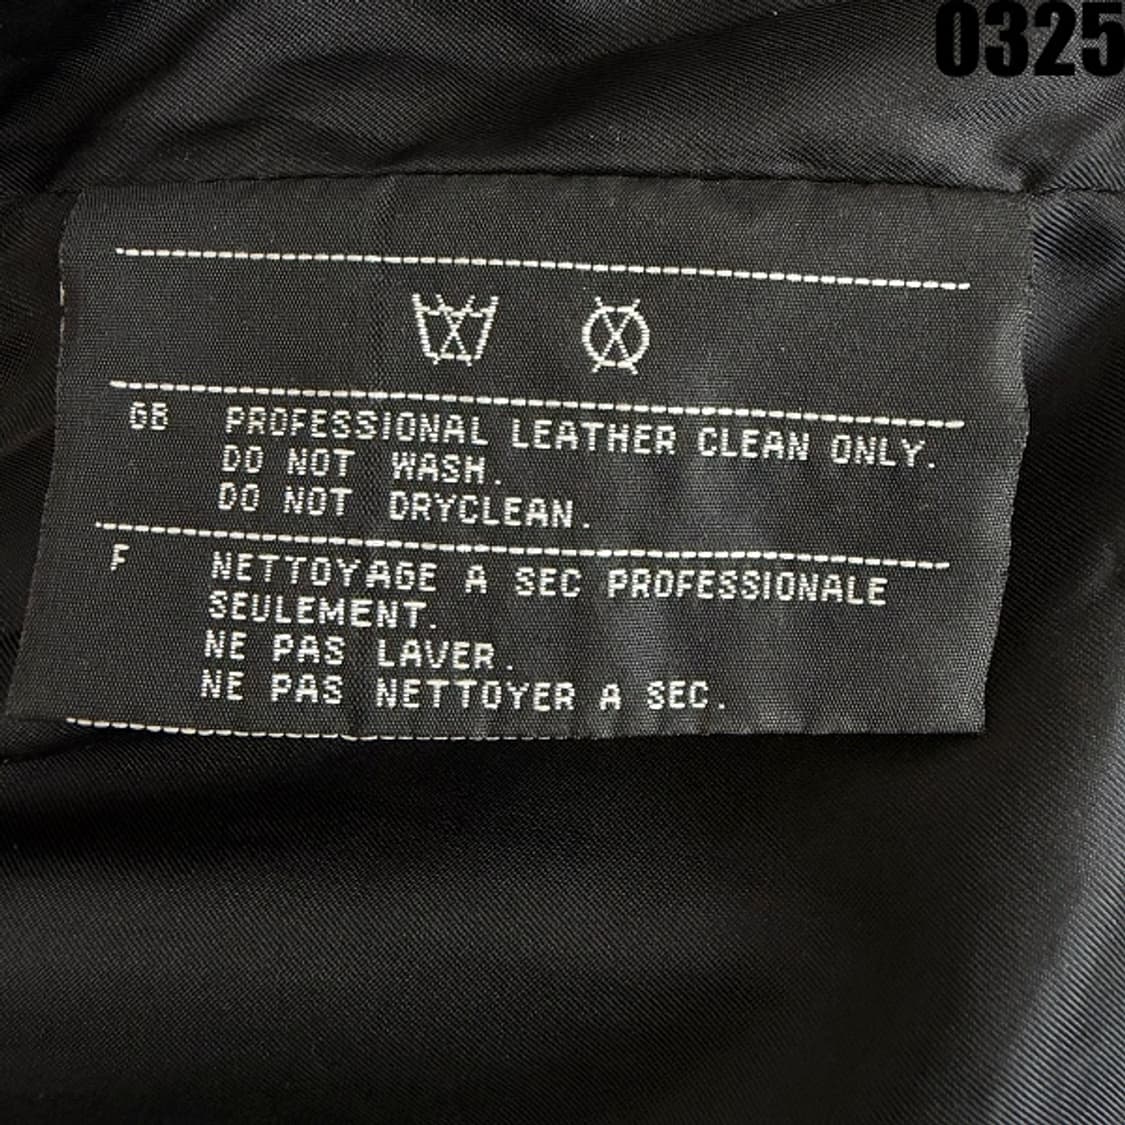 0325
GB PROFESSIONAL LEATHER CLEAN ONLY.
DO NOT WASH.
DO NOT DRYCLEAN.
F NETTOYAGE A SEC PROFESSIONALE
SEULEMENT.
NE PAS LAVER.
NE PAS NETTOYER A SEC.